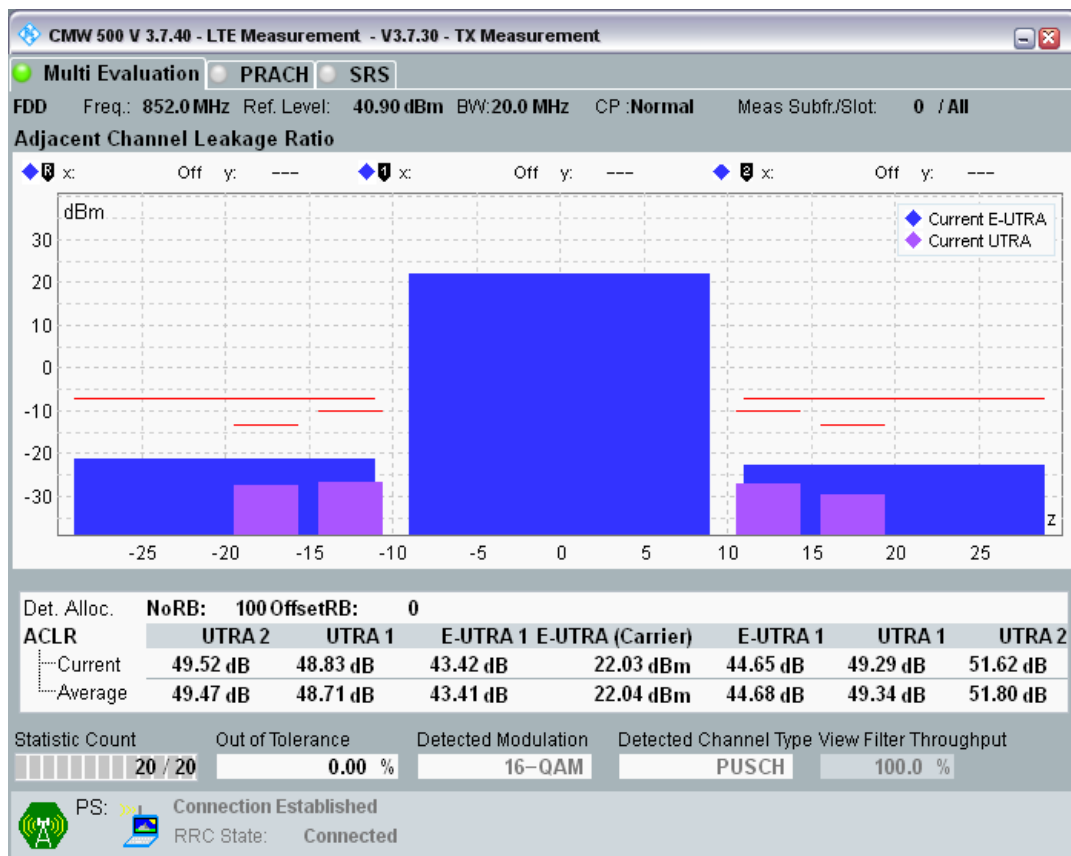 CMW 500 V 3.7.40 - LTE Measurement - V3.7.30 - TX Measurement
Multi Evaluation PRACH SRS
FDD Freq.: 852.0 MHz Ref. Level: 40.90 dBm BW:20.0 MHz CP :Normal Meas Subfr./Slot: 0 / All
Adjacent Channel Leakage Ratio
R x: Off y: --- 1 x: Off y: --- 2 x: Off y: ---
dBm
Current E-UTRA
Current UTRA
30
20
10
0
-10
-20
-30
z
-25 -20 -15 -10 -5 0 5 10 15 20 25
Det. Alloc. NoRB: 100 OffsetRB: 0
ACLR UTRA 2 UTRA 1 E-UTRA 1 E-UTRA (Carrier) E-UTRA 1 UTRA 1 UTRA 2
Current 49.52 dB 48.83 dB 43.42 dB 22.03 dBm 44.65 dB 49.29 dB 51.62 dB
Average 49.47 dB 48.71 dB 43.41 dB 22.04 dBm 44.68 dB 49.34 dB 51.80 dB
Statistic Count Out of Tolerance Detected Modulation Detected Channel Type View Filter Throughput
20 / 20 0.00 % 16-QAM PUSCH 100.0 %
PS: Connection Established
RRC State: Connected